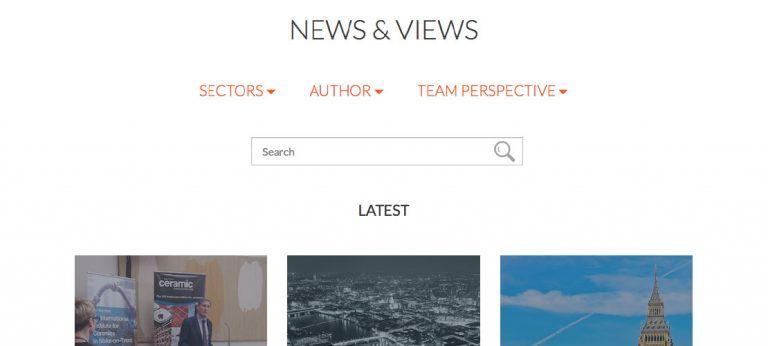 NEWS & VIEWS
SECTORS
AUTHOR
TEAM PERSPECTIVE
Search
LATEST
ceramic
International
Institute for
Ceramics
in Stoke-on-Trent